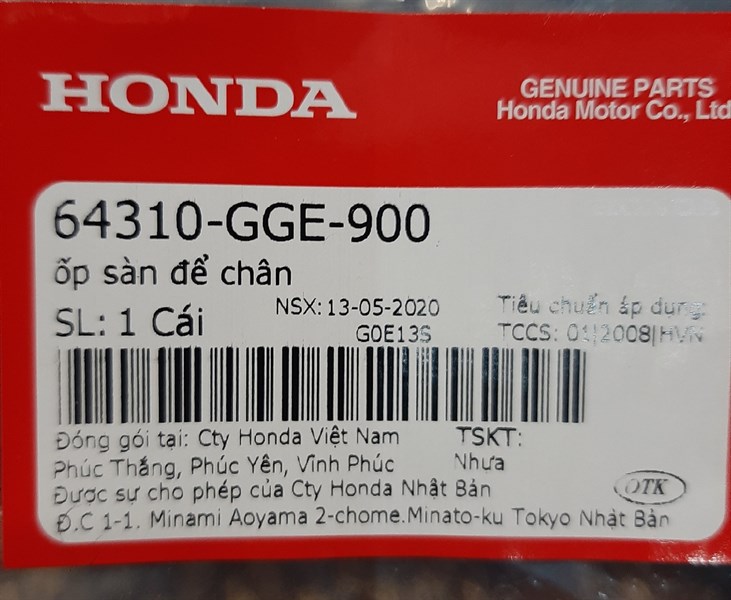 HONDA
GENUINE PARTS
Honda Motor Co., Ltd
64310-GGE-900
ốp sàn để chân
SL: 1 Cái
NSX: 13-05-2020
G0E13S
Tiêu chuẩn áp dụng:
TCCS: 01|2008|HVN
Đóng gói tại: Cty Honda Việt Nam
Phúc Thắng, Phúc Yên, Vĩnh Phúc
TSKT:
Nhựa
Được sự cho phép của Cty Honda Nhật Bản
Đ.C 1-1. Minami Aoyama 2-chome.Minato-ku Tokyo Nhật Bản
OTK